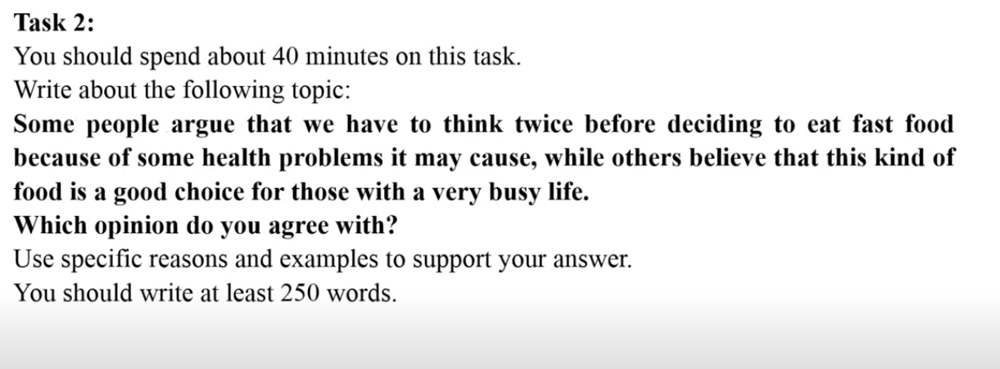 Task 2:
You should spend about 40 minutes on this task.
Write about the following topic:
Some people argue that we have to think twice before deciding to eat fast food
because of some health problems it may cause, while others believe that this kind of
food is a good choice for those with a very busy life.
Which opinion do you agree with?
Use specific reasons and examples to support your answer.
You should write at least 250 words.